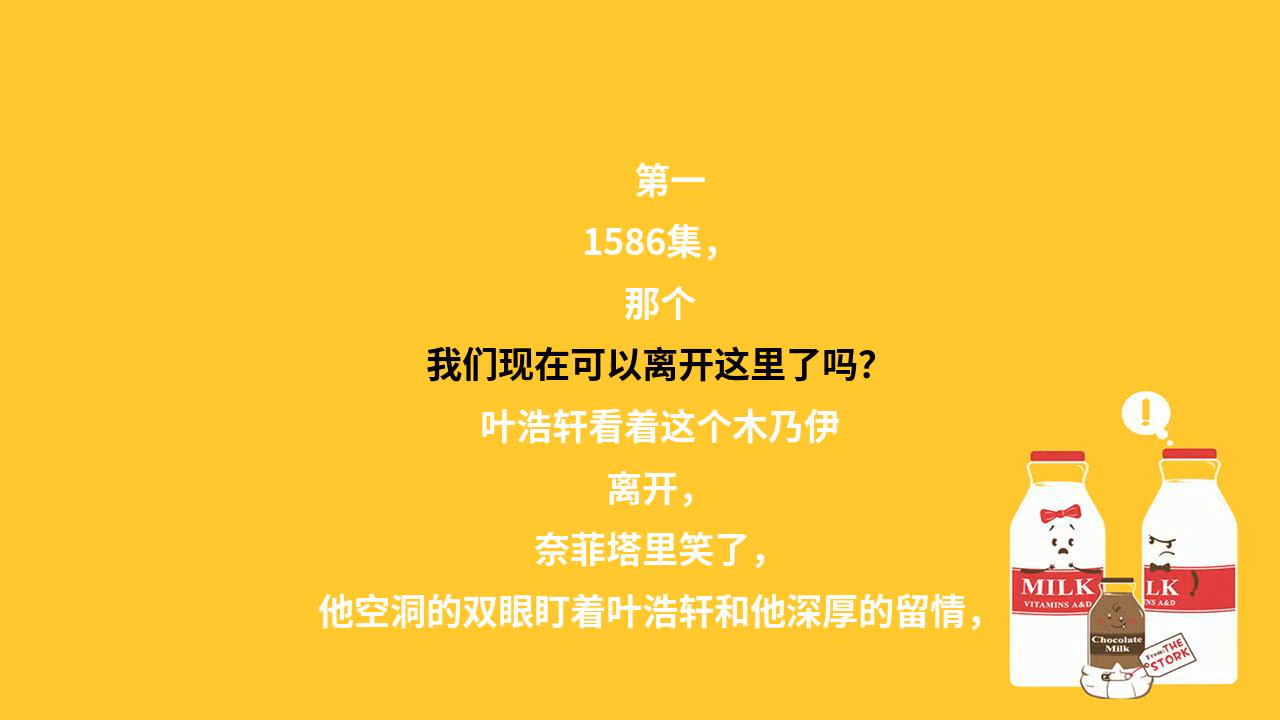 第一
1586集，
那个
我们现在可以离开这里了吗？
叶浩轩看着这个木乃伊
离开，
奈菲塔里笑了，
他空洞的双眼盯着叶浩轩和他深厚的留情，
!
MILK
VITAMINS A&D
LK
NS A&D
Chocolate
Milk
From: THE
STORK